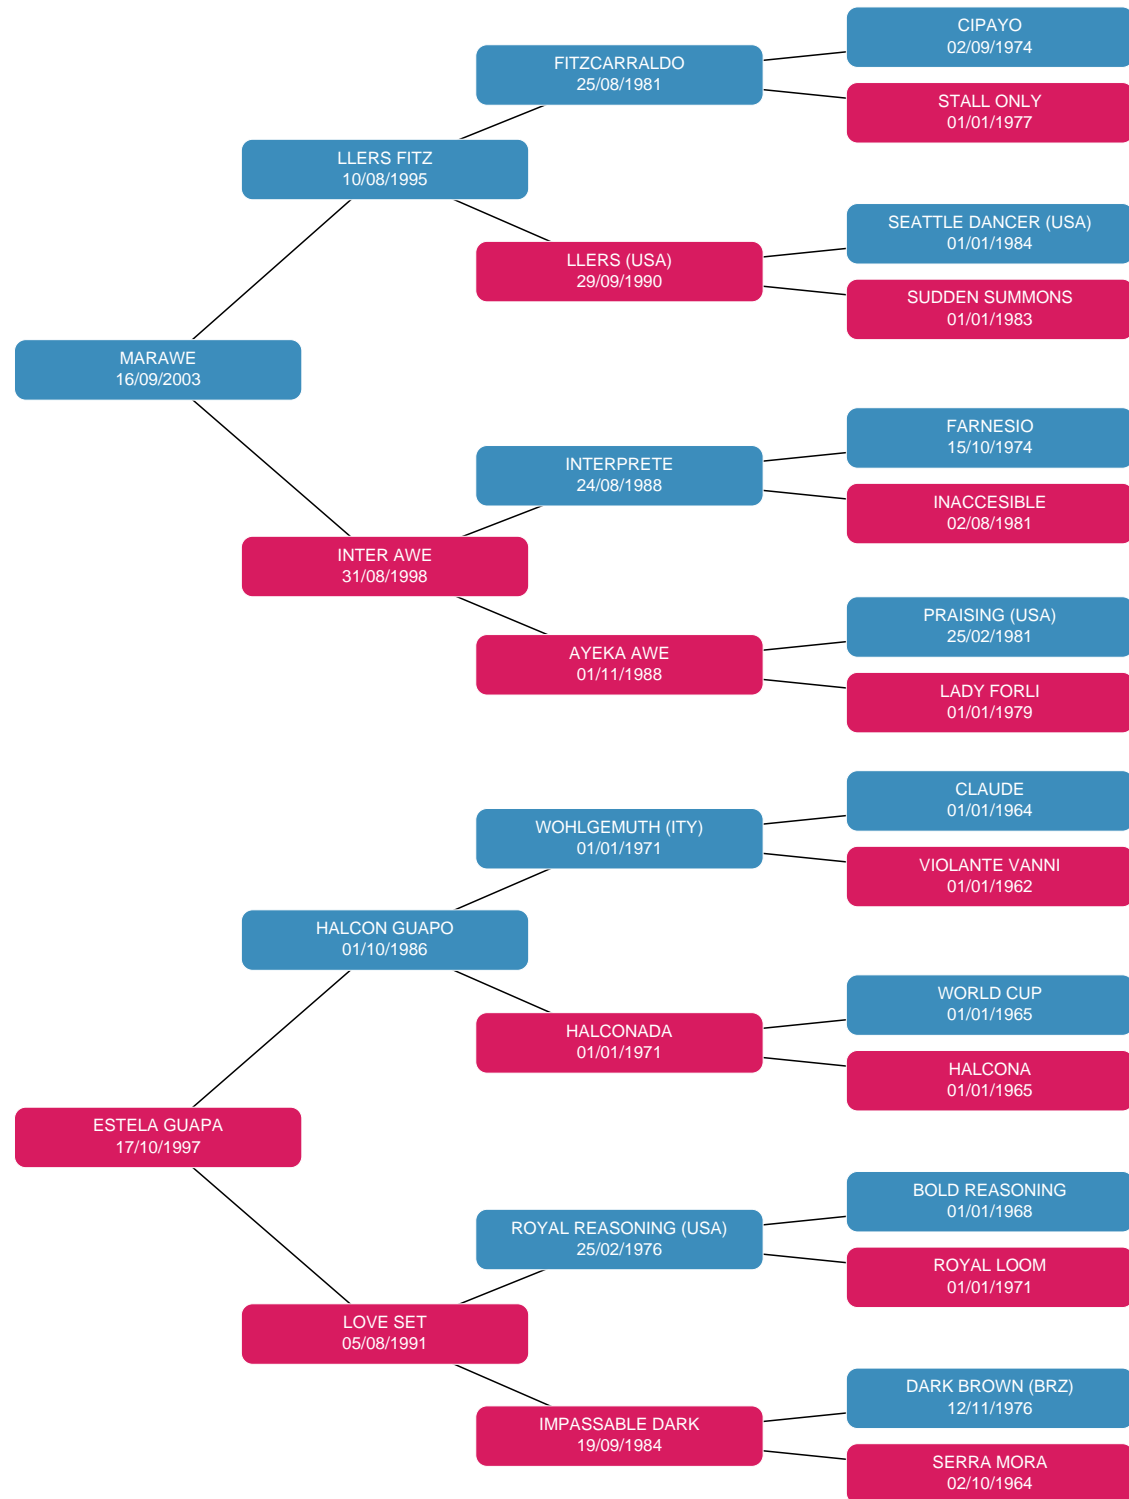 CIPAYO
02/09/1974
FITZCARRALDO
25/08/1981
STALL ONLY
01/01/1977
LLERS FITZ
10/08/1995
SEATTLE DANCER (USA)
01/01/1984
LLERS (USA)
29/09/1990
SUDDEN SUMMONS
01/01/1983
MARAWE
16/09/2003
FARNESIO
15/10/1974
INTERPRETE
24/08/1988
INACCESIBLE
02/08/1981
INTER AWE
31/08/1998
PRAISING (USA)
25/02/1981
AYEKA AWE
01/11/1988
LADY FORLI
01/01/1979
CLAUDE
01/01/1964
WOHLGEMUTH (ITY)
01/01/1971
VIOLANTE VANNI
01/01/1962
HALCON GUAPO
01/10/1986
WORLD CUP
01/01/1965
HALCONADA
01/01/1971
HALCONA
01/01/1965
ESTELA GUAPA
17/10/1997
BOLD REASONING
01/01/1968
ROYAL REASONING (USA)
25/02/1976
ROYAL LOOM
01/01/1971
LOVE SET
05/08/1991
DARK BROWN (BRZ)
12/11/1976
IMPASSABLE DARK
19/09/1984
SERRA MORA
02/10/1964